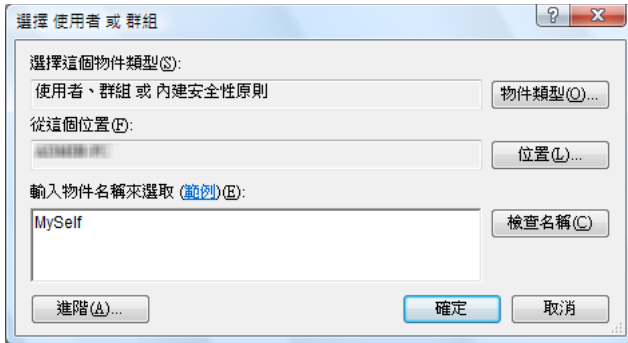 選擇 使用者 或 群組
選擇這個物件類型(S):
使用者、群組 或 內建安全性原則
物件類型(O)...
從這個位置(F):
位置(L)...
輸入物件名稱來選取 (範例)(E):
MySelf
檢查名稱(C)
進階(A)...
確定
取消